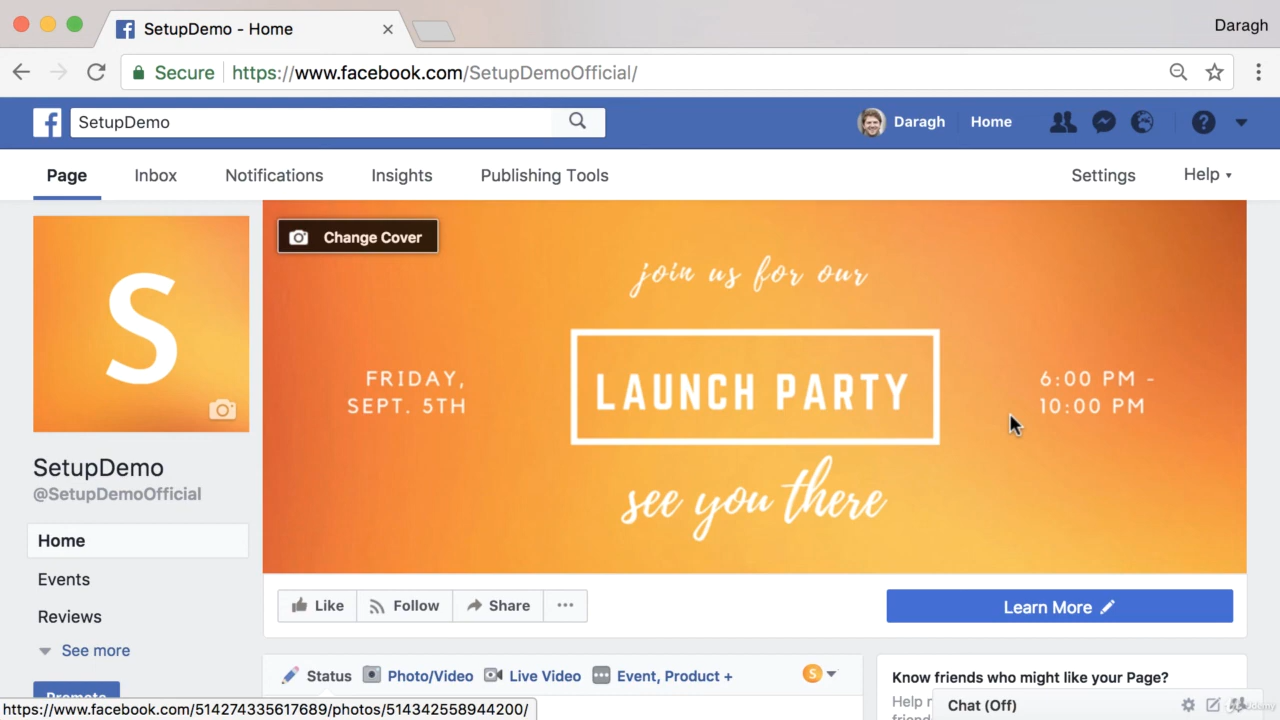 SetupDemo - Home
Daragh
Secure
https://www.facebook.com/SetupDemoOfficial/
SetupDemo
Daragh
Home
Page
Inbox
Notifications
Insights
Publishing Tools
Settings
Help
S
Change Cover
join us for our
FRIDAY,
SEPT. 5TH
LAUNCH PARTY
6:00 PM -
10:00 PM
see you there
SetupDemo
@SetupDemoOfficial
Home
Events
Reviews
See more
Promote
Like
Follow
Share
Learn More
Status
Photo/Video
Live Video
Event, Product +
S
Know friends who might like your Page?
Help
Chat (Off)
https://www.facebook.com/514274335617689/photos/514342558944200/